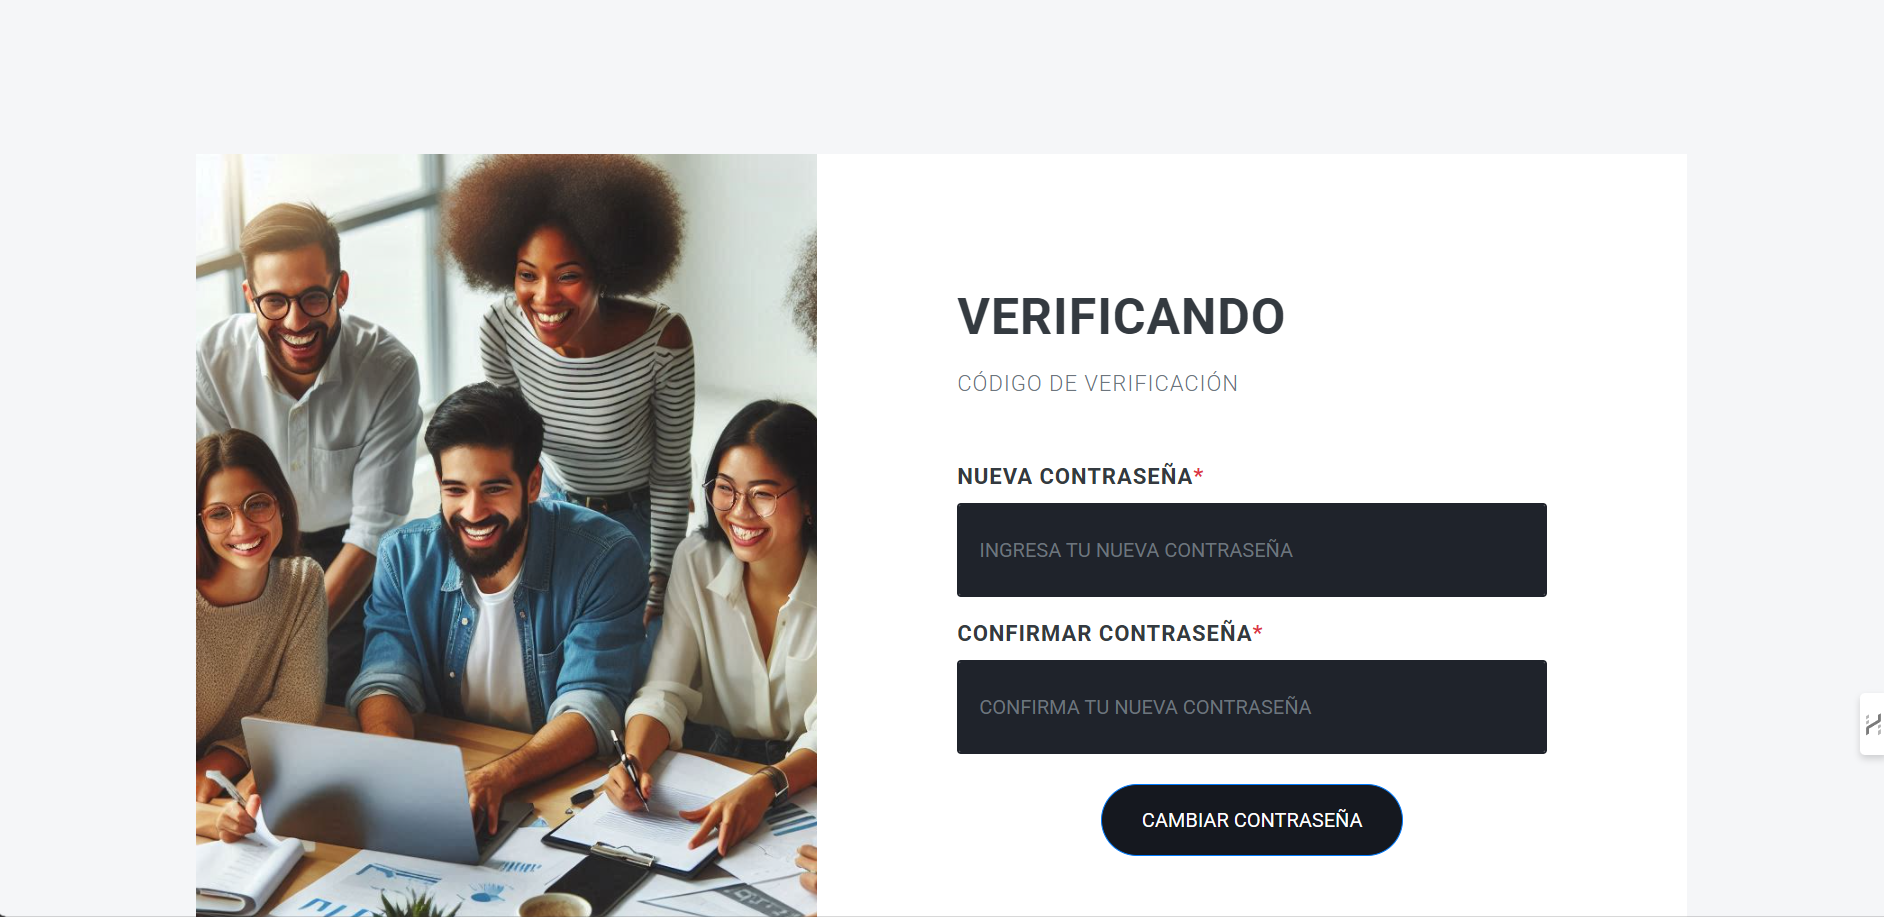 VERIFICANDO
CÓDIGO DE VERIFICACIÓN
NUEVA CONTRASEÑA*
INGRESA TU NUEVA CONTRASEÑA
CONFIRMAR CONTRASEÑA*
CONFIRMA TU NUEVA CONTRASEÑA
CAMBIAR CONTRASEÑA